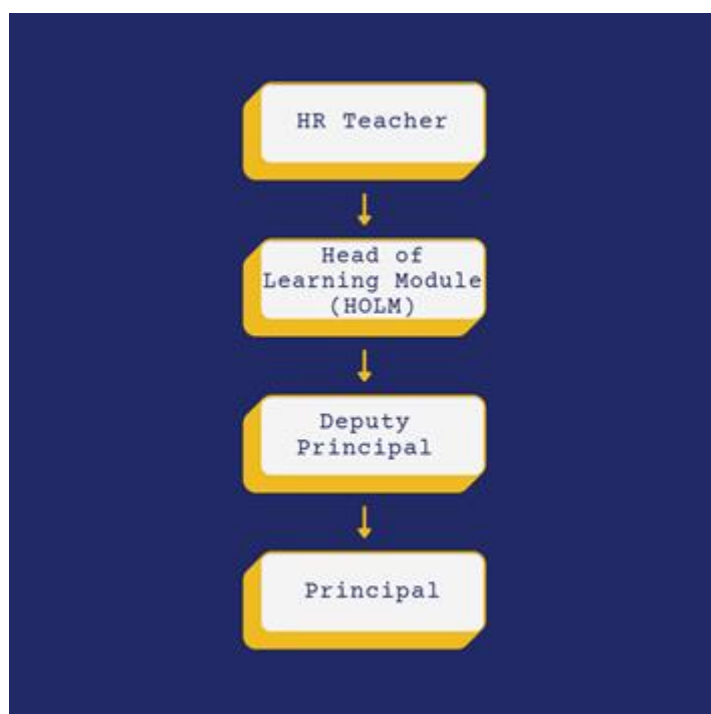 HR Teacher
Head of
Learning Module
(HOLM)
Deputy
Principal
Principal